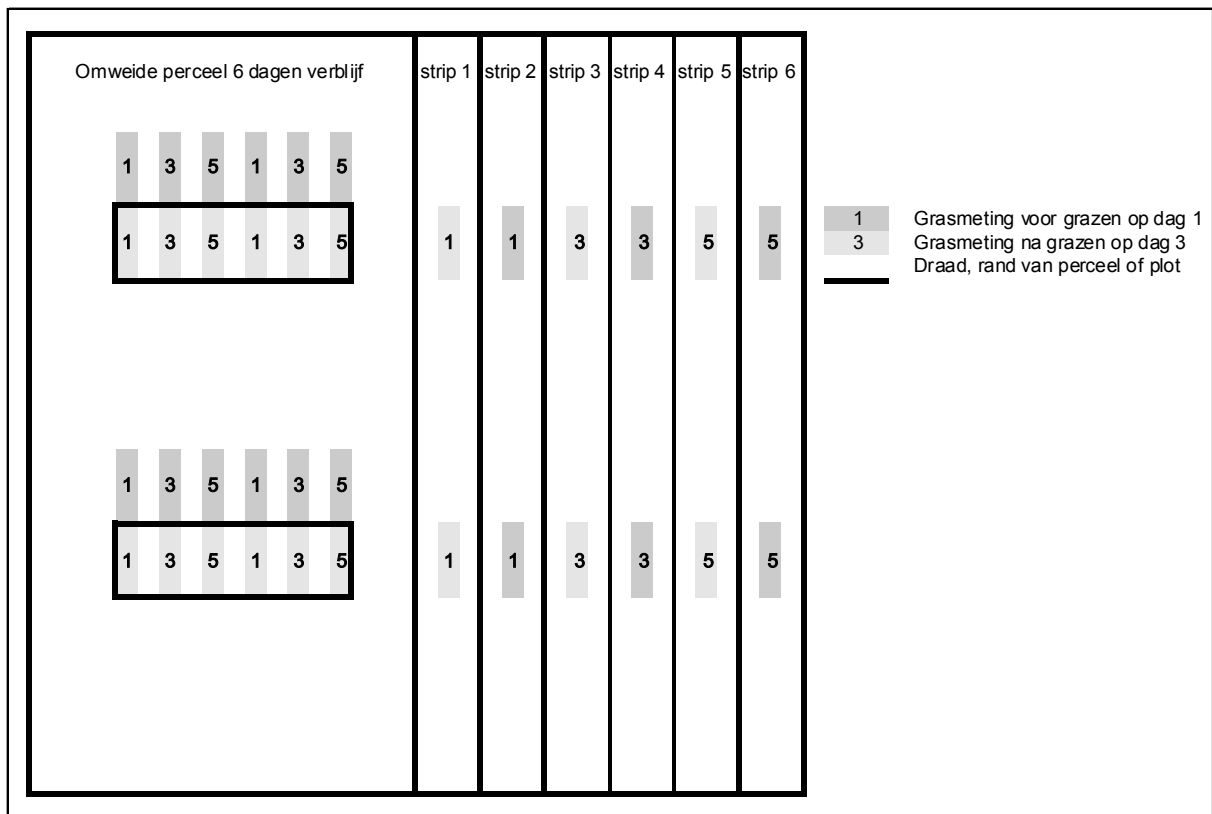 Omweide perceel 6 dagen verblijf strip 1 strip 2 strip 3 strip 4 strip 5 strip 6
1 3 5 1 3 5
1 3 5 1 3 5 1 1 3 3 5 5
1 Grasmeting voor grazen op dag 1
3 Grasmeting na grazen op dag 3
Draad, rand van perceel of plot
1 3 5 1 3 5
1 3 5 1 3 5 1 1 3 3 5 5